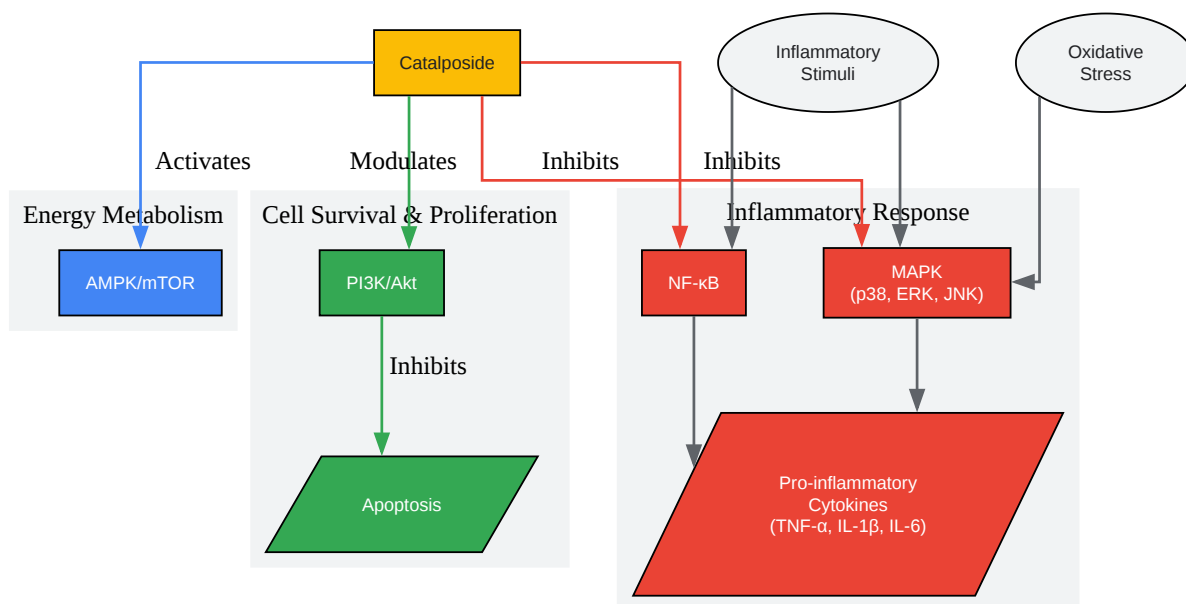 Catalposide
Inflammatory
Stimuli
Oxidative
Stress
Activates
Modulates
Inhibits
Inhibits
Energy Metabolism
Cell Survival & Proliferation
Inflammatory Response
AMPK/mTOR
PI3K/Akt
NF-κB
MAPK
(p38, ERK, JNK)
Inhibits
Apoptosis
Pro-inflammatory
Cytokines
(TNF-α, IL-1β, IL-6)